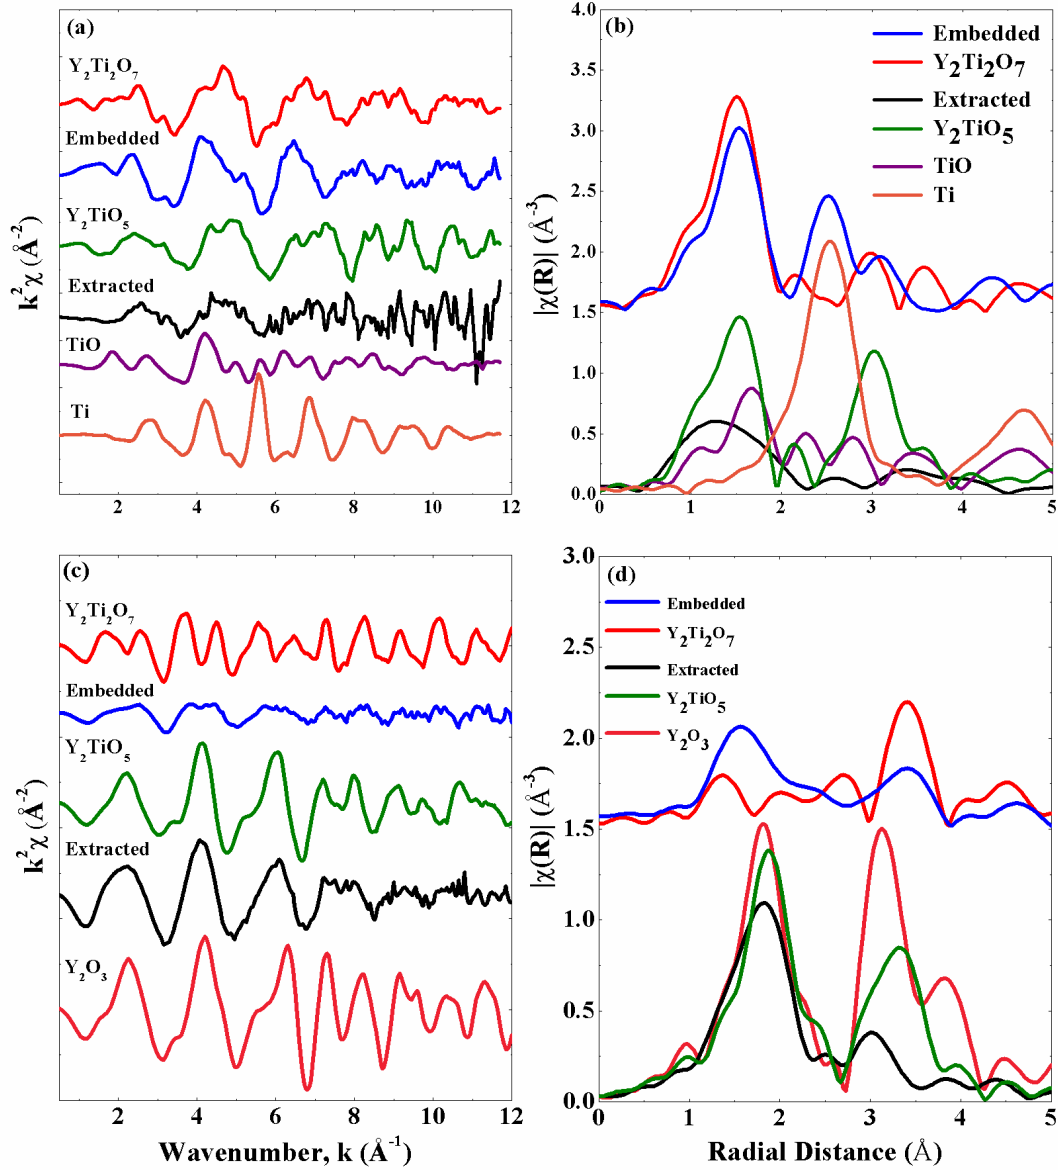 (a)
Y2Ti2O7
Embedded
Y2TiO5
Extracted
TiO
Ti
k²χ (Å⁻²)
2 4 6 8 10 12
(b)
Embedded
Y2Ti2O7
Extracted
Y2TiO5
TiO
Ti
|χ(R)| (Å⁻³)
4.0
3.5
3.0
2.5
2.0
1.5
1.0
0.5
0.0
0 1 2 3 4 5
(c)
Y2Ti2O7
Embedded
Y2TiO5
Extracted
Y2O3
k²χ (Å⁻²)
2 4 6 8 10 12
Wavenumber, k (Å⁻¹)
(d)
Embedded
Y2Ti2O7
Extracted
Y2TiO5
Y2O3
|χ(R)| (Å⁻³)
3.0
2.5
2.0
1.5
1.0
0.5
0.0
0 1 2 3 4 5
Radial Distance (Å)